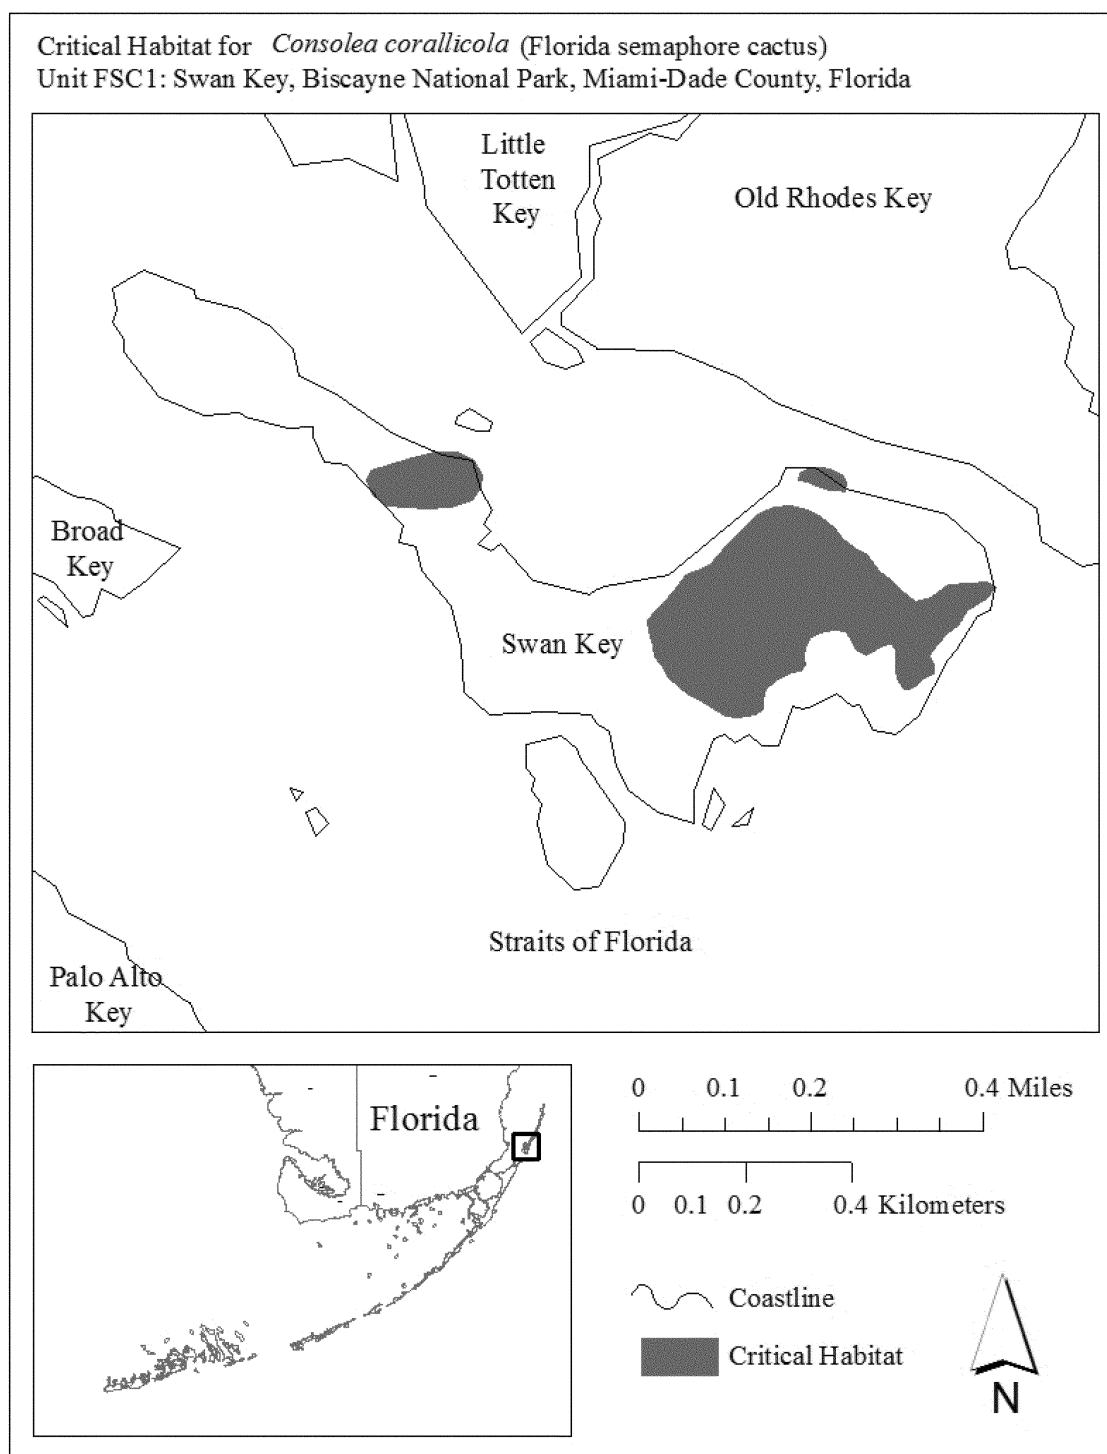 Critical Habitat for Consolea corallicola (Florida semaphore cactus)
Unit FSC1: Swan Key, Biscayne National Park, Miami-Dade County, Florida
Little
Totten
Key
Old Rhodes Key
Broad
Key
Swan Key
Straits of Florida
Palo Alto
Key
Florida
0 0.1 0.2 0.4 Miles
0 0.1 0.2 0.4 Kilometers
Coastline
Critical Habitat
N